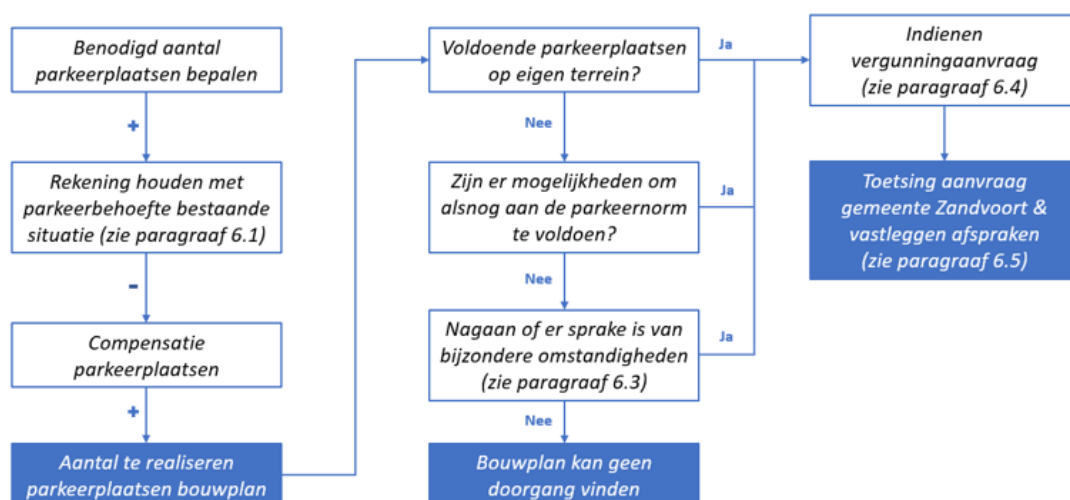 Benodigd aantal
parkeerplaatsen bepalen
+
Rekening houden met
parkeerbehoefte bestaande
situatie (zie paragraaf 6.1)
-
Compensatie
parkeerplaatsen
+
Aantal te realiseren
parkeerplaatsen bouwplan
Voldoende parkeerplaatsen
op eigen terrein?
Ja
Nee
Zijn er mogelijkheden om
alsnog aan de parkeernorm
te voldoen?
Ja
Nee
Nagaan of er sprake is van
bijzondere omstandigheden
(zie paragraaf 6.3)
Ja
Nee
Bouwplan kan geen
doorgang vinden
Indienen
vergunningaanvraag
(zie paragraaf 6.4)
Toetsing aanvraag
gemeente Zandvoort &
vastleggen afspraken
(zie paragraaf 6.5)